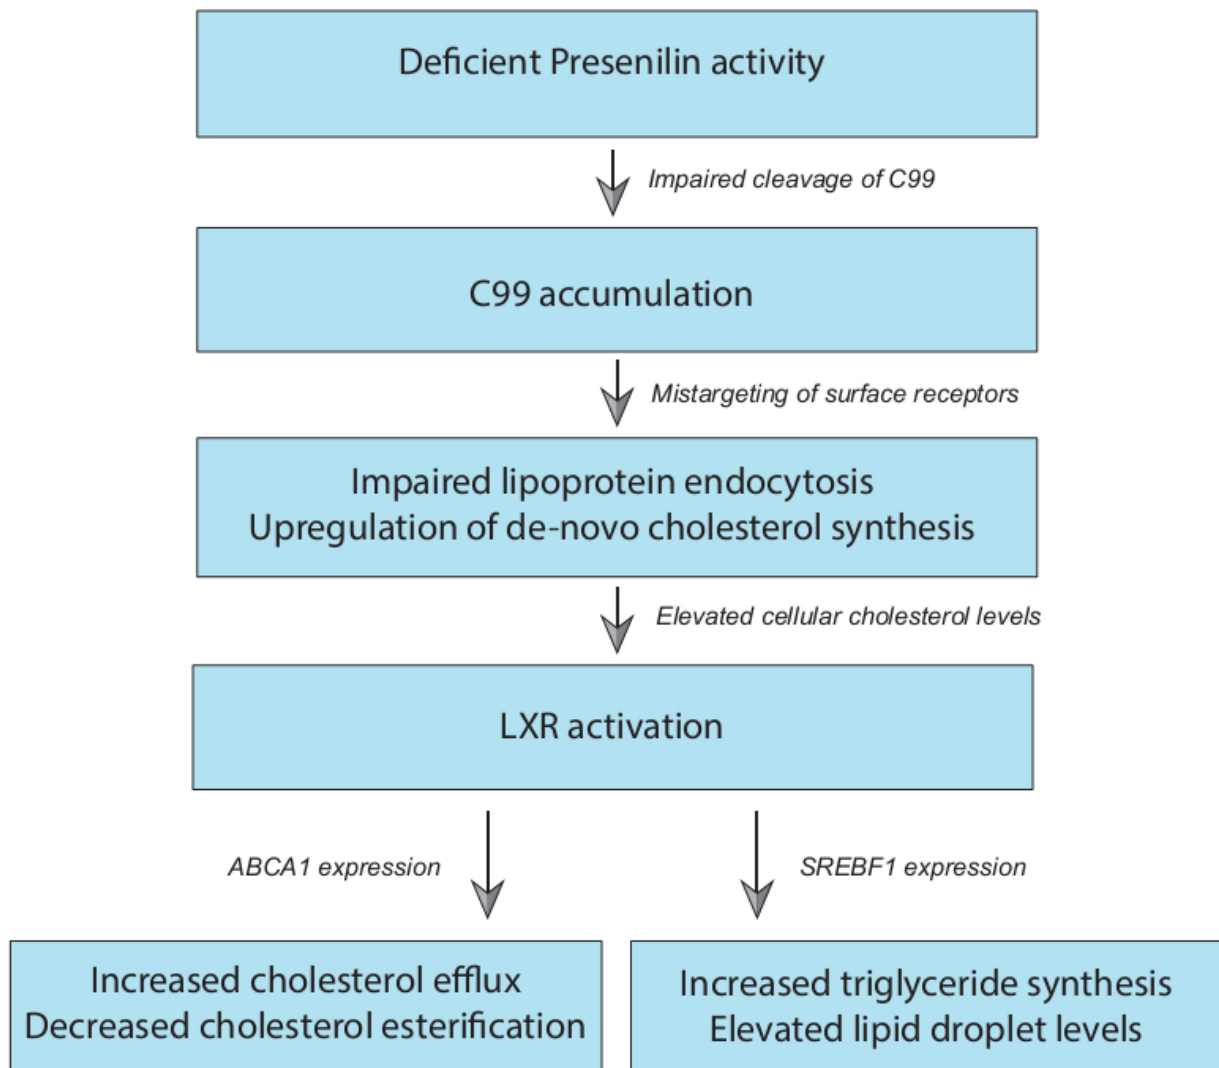 Deficient Presenilin activity
Impaired cleavage of C99
C99 accumulation
Mistargeting of surface receptors
Impaired lipoprotein endocytosis
Upregulation of de-novo cholesterol synthesis
Elevated cellular cholesterol levels
LXR activation
ABCA1 expression
SREBF1 expression
Increased cholesterol efflux
Decreased cholesterol esterification
Increased triglyceride synthesis
Elevated lipid droplet levels